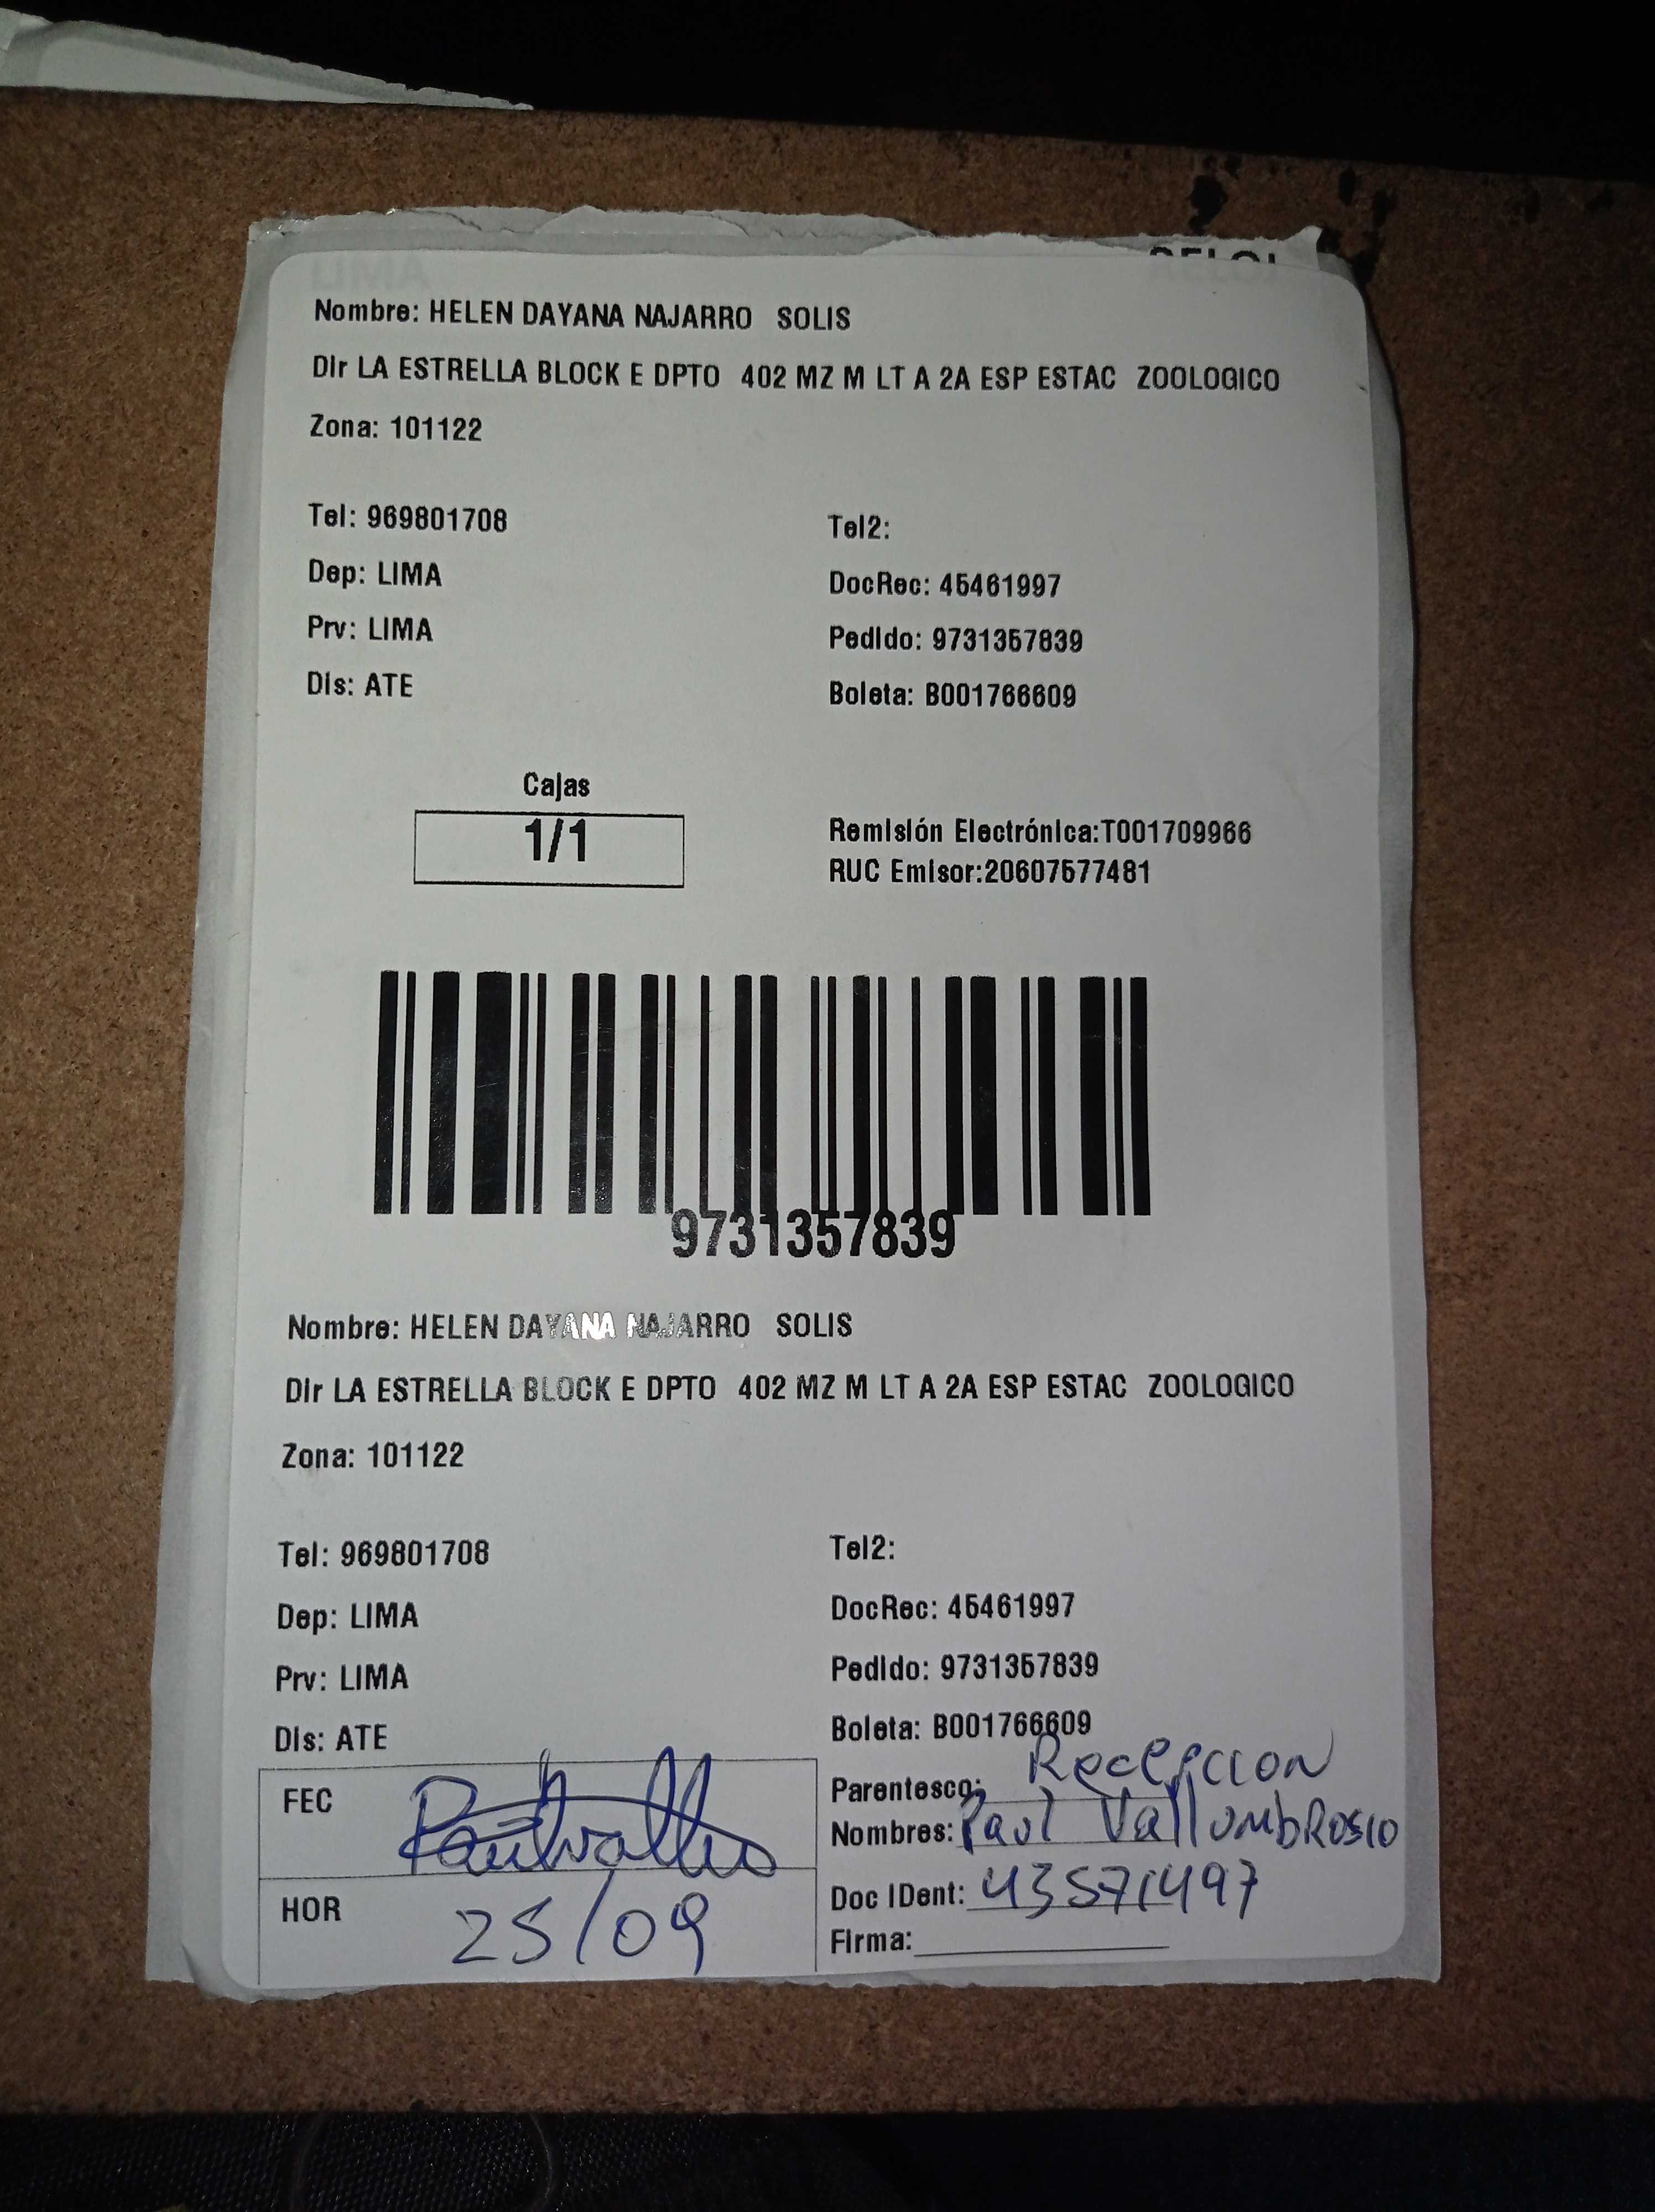 Nombre: HELEN DAYANA NAJARRO SOLIS
Dir LA ESTRELLA BLOCK E DPTO 402 MZ M LT A 2A ESP ESTAC ZOOLOGICO
Zona: 101122
Tel: 969801708
Tel2:
Dep: LIMA
DocRec: 45461997
Prv: LIMA
Pedido: 9731357839
Dis: ATE
Boleta: B001766609
Cajas
1/1
Remisión Electrónica:T001709966
RUC Emisor:20607577481
9731357839
Nombre: HELEN DAYANA NAJARRO SOLIS
Dir LA ESTRELLA BLOCK E DPTO 402 MZ M LT A 2A ESP ESTAC ZOOLOGICO
Zona: 101122
Tel: 969801708
Tel2:
Dep: LIMA
DocRec: 45461997
Prv: LIMA
Pedido: 9731357839
Dis: ATE
Boleta: B001766609
FEC
Parentesco: Recepcion
Nombres: Paul Vallumbrosio
HOR 25/09
Doc IDent: 43571497
Firma: